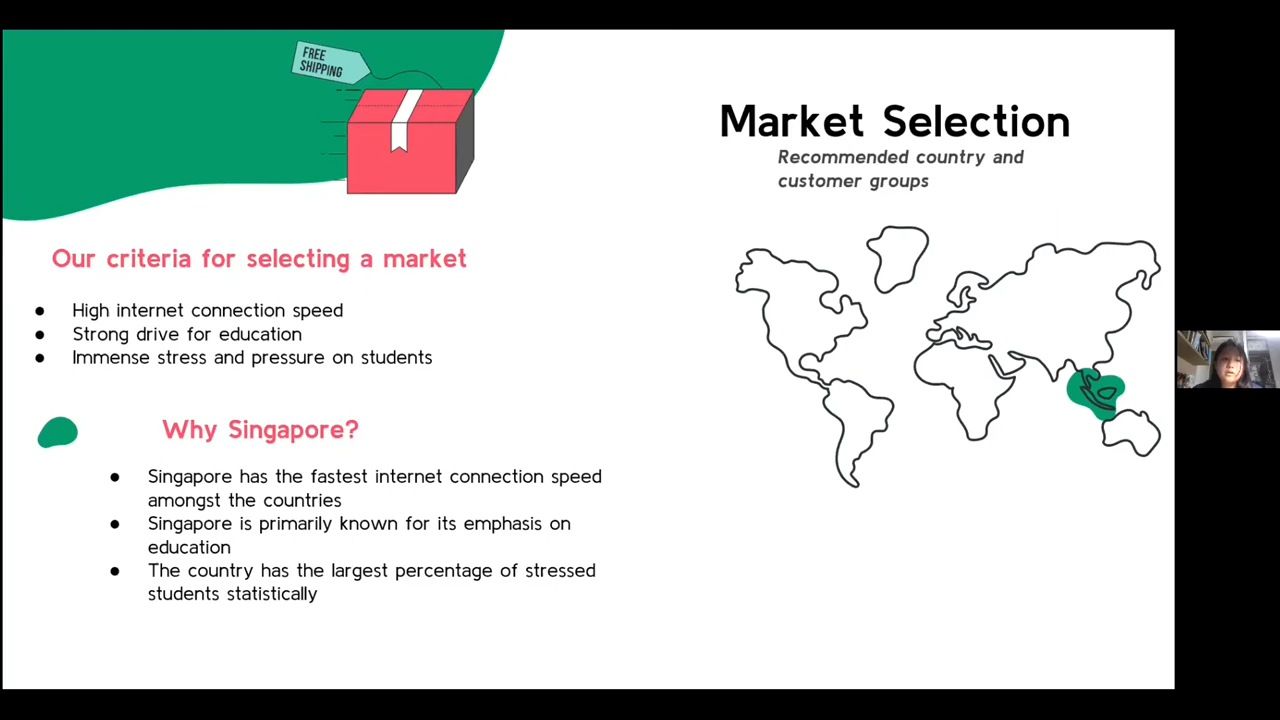 FREE
SHIPPING
Market Selection
Recommended country and
customer groups
Our criteria for selecting a market
● High internet connection speed
● Strong drive for education
● Immense stress and pressure on students
Why Singapore?
● Singapore has the fastest internet connection speed
amongst the countries
● Singapore is primarily known for its emphasis on
education
● The country has the largest percentage of stressed
students statistically